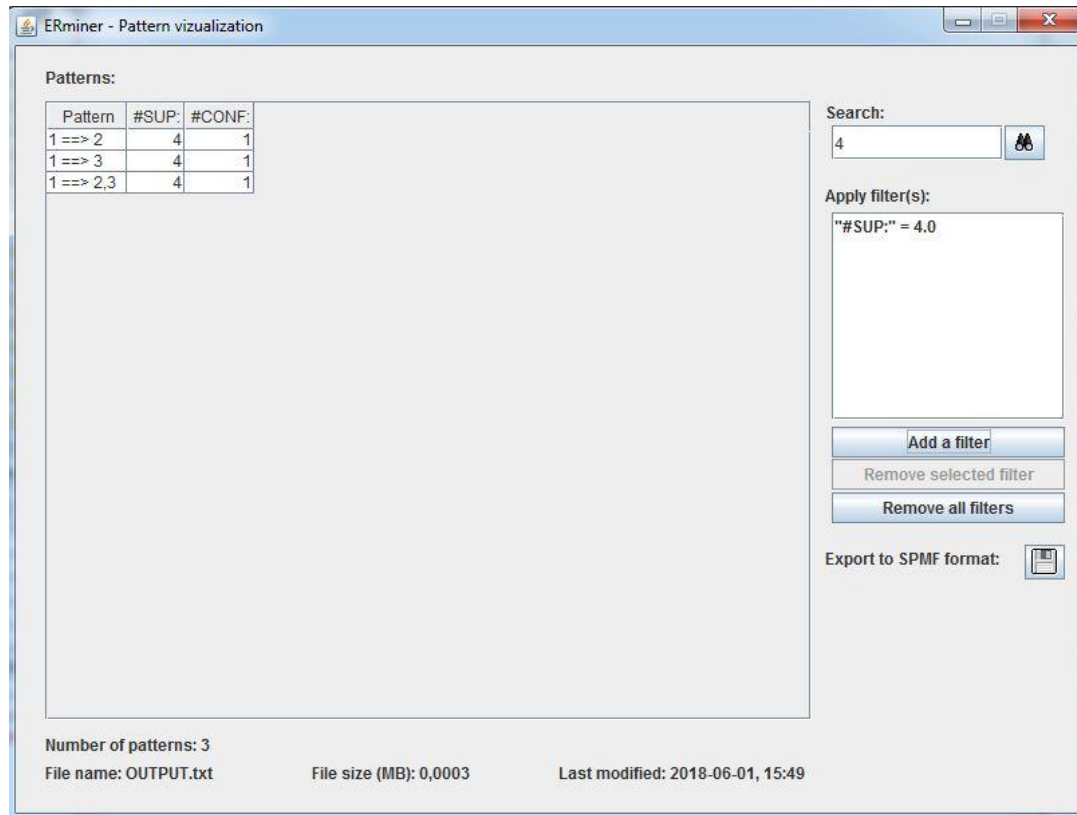 ERminer - Pattern vizualization
Patterns:
Pattern #SUP: #CONF:
1 ==> 2 4 1
1 ==> 3 4 1
1 ==> 2,3 4 1
Search:
4
Apply filter(s):
"#SUP:" = 4.0
Add a filter
Remove selected filter
Remove all filters
Export to SPMF format:
Number of patterns: 3
File name: OUTPUT.txt File size (MB): 0,0003 Last modified: 2018-06-01, 15:49